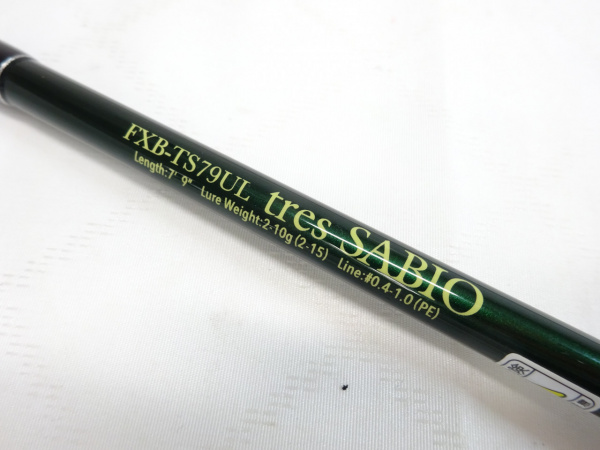 FXB-TS79UL tres SABIO
Length:7' 9" Lure Weight:2-10g (2-15) Line:#0.4-1.0 (PE)